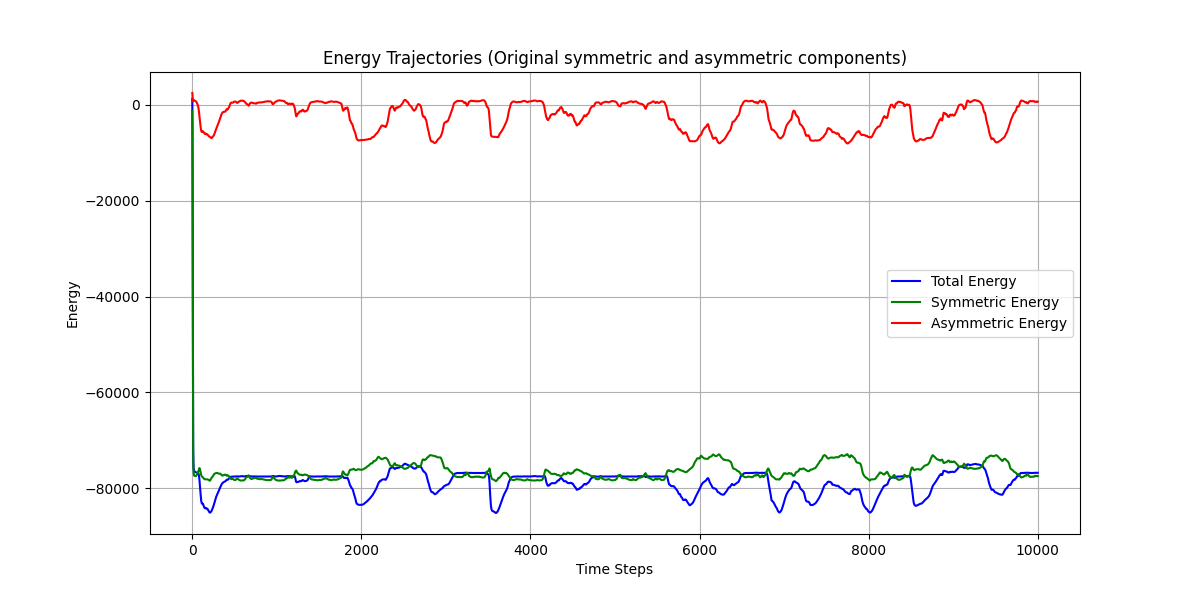 Energy Trajectories (Original symmetric and asymmetric components)
0
−20000
−40000
−60000
−80000
Energy
Total Energy
Symmetric Energy
Asymmetric Energy
0 2000 4000 6000 8000 10000
Time Steps